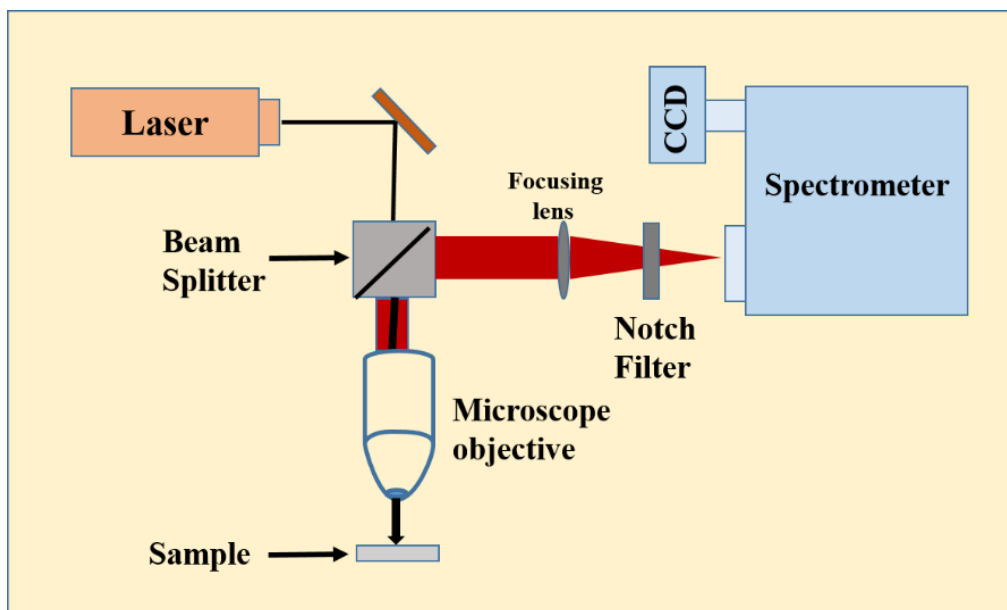 Laser
CCD
Spectrometer
Focusing
lens
Beam
Splitter
Notch
Filter
Microscope
objective
Sample